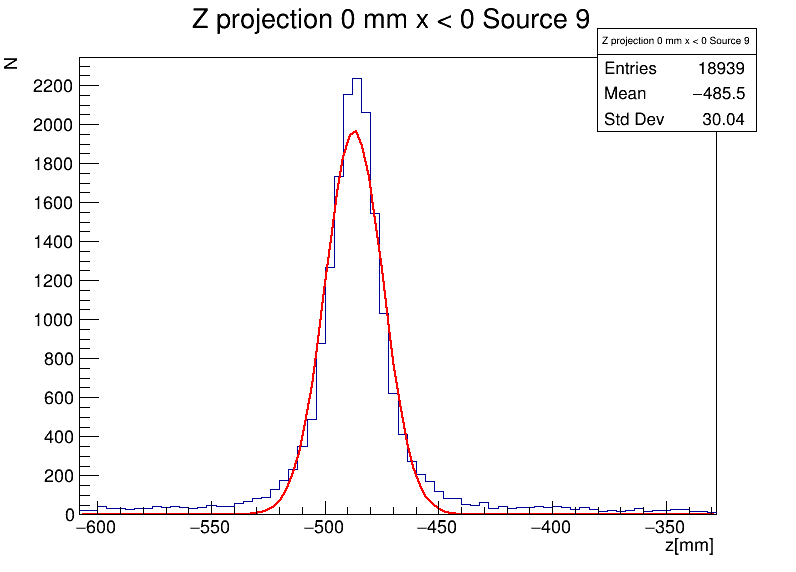 Z projection 0 mm x < 0 Source 9
Z projection 0 mm x < 0 Source 9
Entries 18939
Mean −485.5
Std Dev 30.04
N
2200
2000
1800
1600
1400
1200
1000
800
600
400
200
0
−600 −550 −500 −450 −400 −350
z[mm]